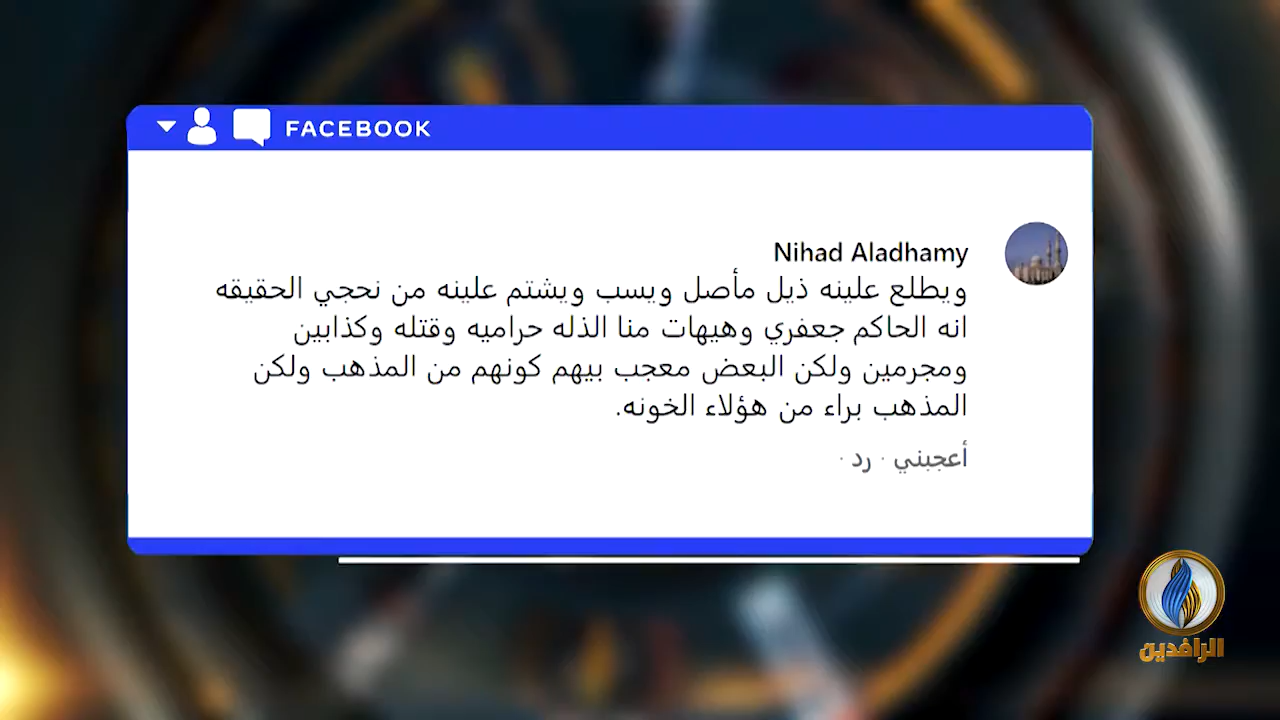 FACEBOOK
Nihad Aladhamy
ويطلع علينه ذيل مأصل ويسب ويشتم علينه من نحجي الحقيقه
انه الحاكم جعفري وهيهات منا الذله حراميه وقتله وكذابين
ومجرمين ولكن البعض معجب بيهم كونهم من المذهب ولكن
المذهب براء من هؤلاء الخونه.
أعجبني · رد ·
الرافدين